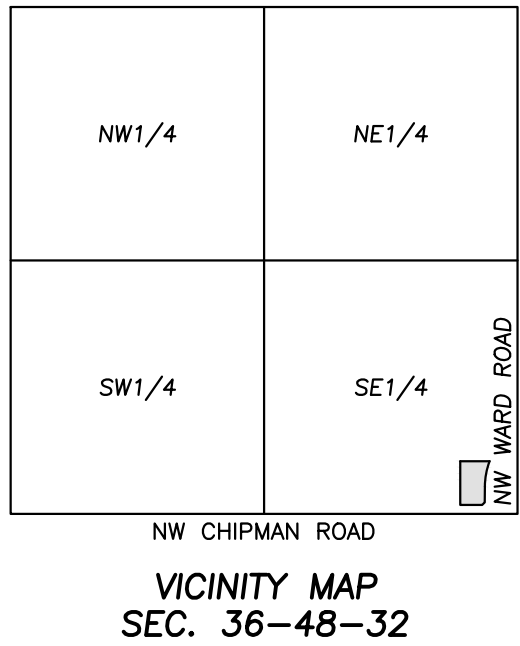 NW1/4
NE1/4
SW1/4
SE1/4
NW WARD ROAD
NW CHIPMAN ROAD
VICINITY MAP
SEC. 36-48-32